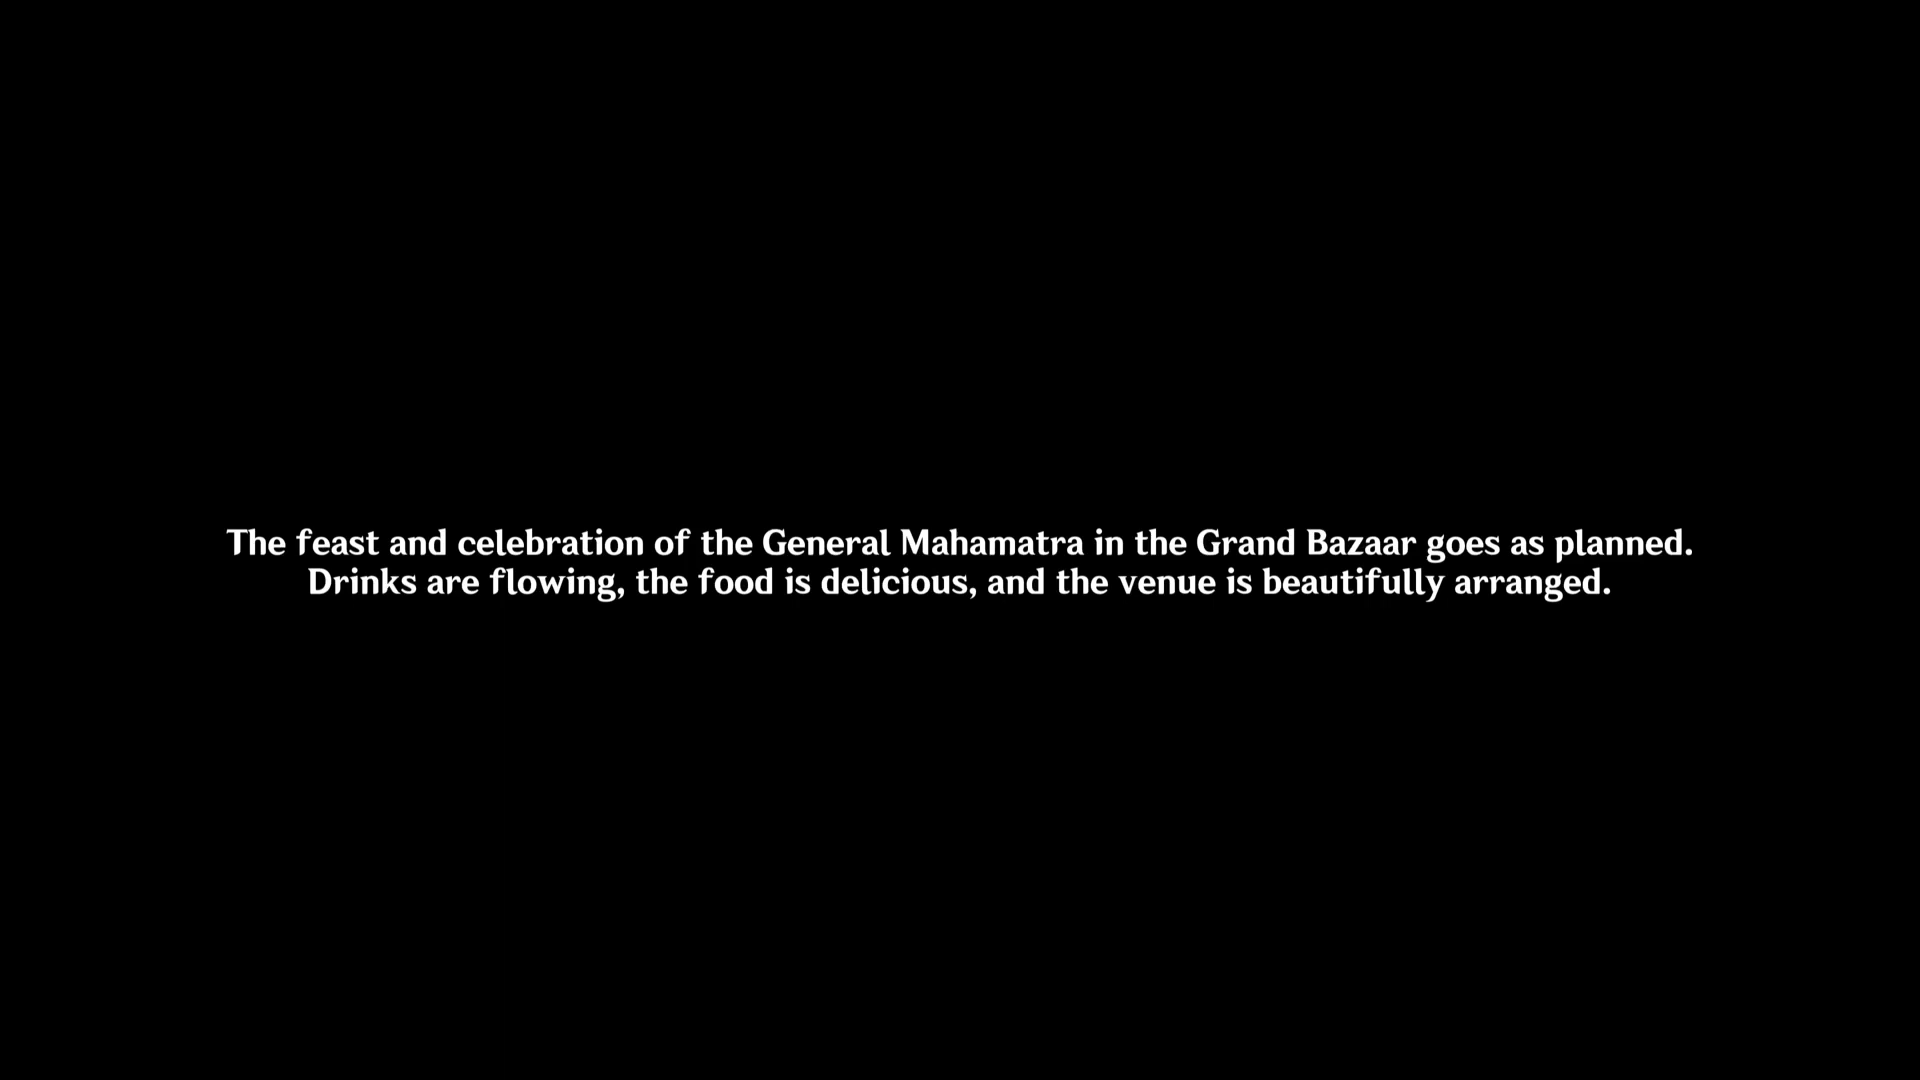 The feast and celebration of the General Mahamatra in the Grand Bazaar goes as planned.
Drinks are flowing, the food is delicious, and the venue is beautifully arranged.